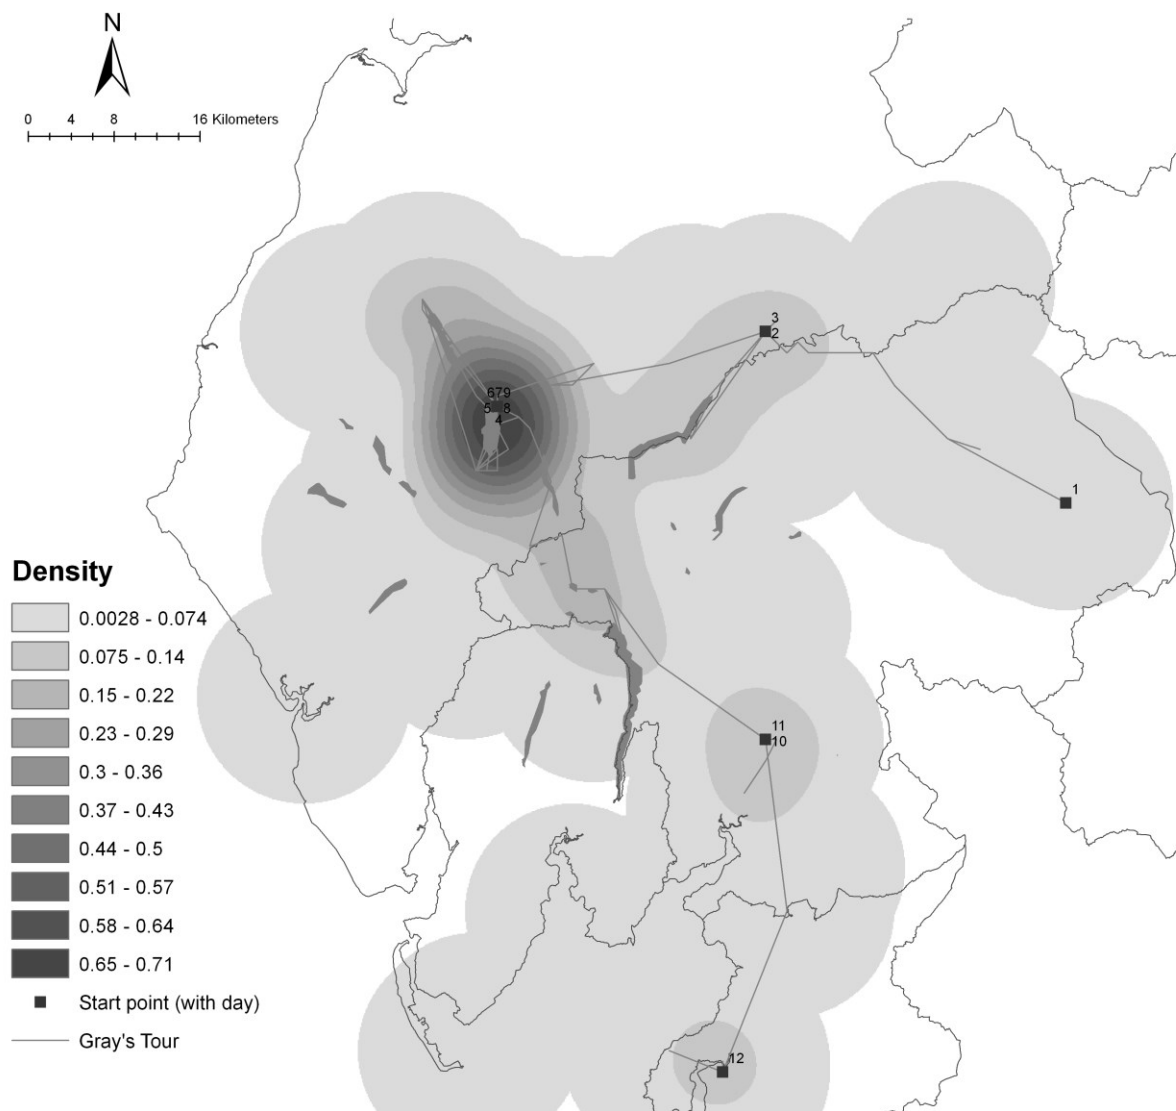 N
0 4 8 16 Kilometers
3
2
679
5 8
4
1
Density
0.0028 - 0.074
0.075 - 0.14
0.15 - 0.22
0.23 - 0.29
0.3 - 0.36
0.37 - 0.43
0.44 - 0.5
0.51 - 0.57
0.58 - 0.64
0.65 - 0.71
Start point (with day)
Gray's Tour
11
10
12